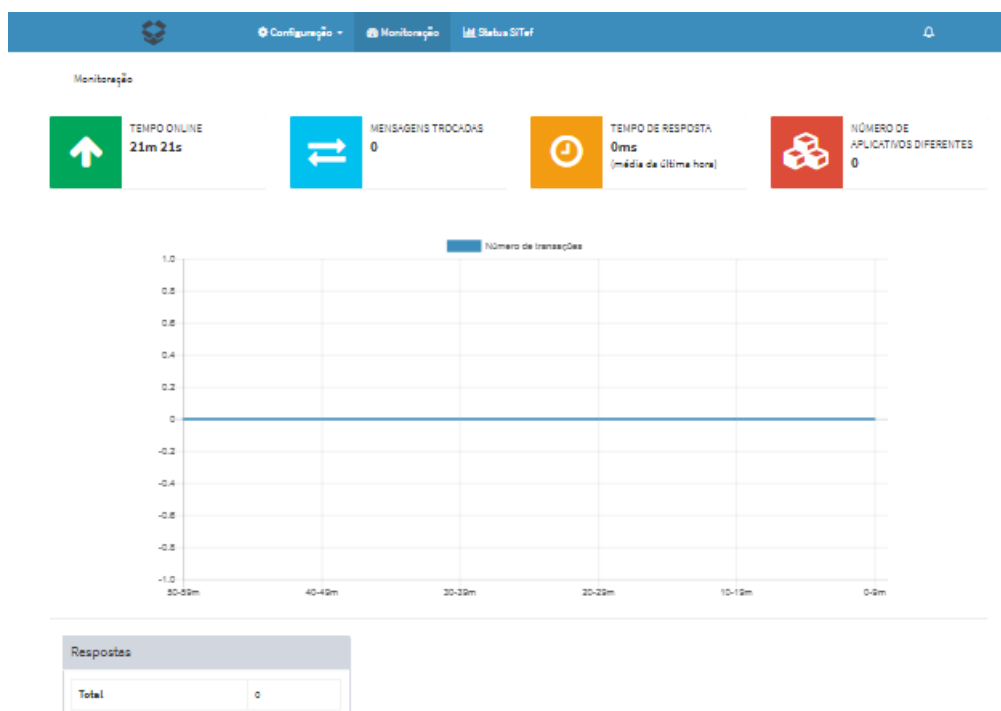 Configuração
Monitoração
Status SiTef
Monitoração
TEMPO ONLINE
21m 21s
MENSAGENS TROCADAS
0
TEMPO DE RESPOSTA
0ms
(média da última hora)
NÚMERO DE
APLICATIVOS DIFERENTES
0
Número de transações
1.0
0.8
0.6
0.4
0.2
0
-0.2
-0.4
-0.6
-0.8
-1.0
50-59m
40-49m
30-39m
20-29m
10-19m
0-9m
Respostas
Total
0